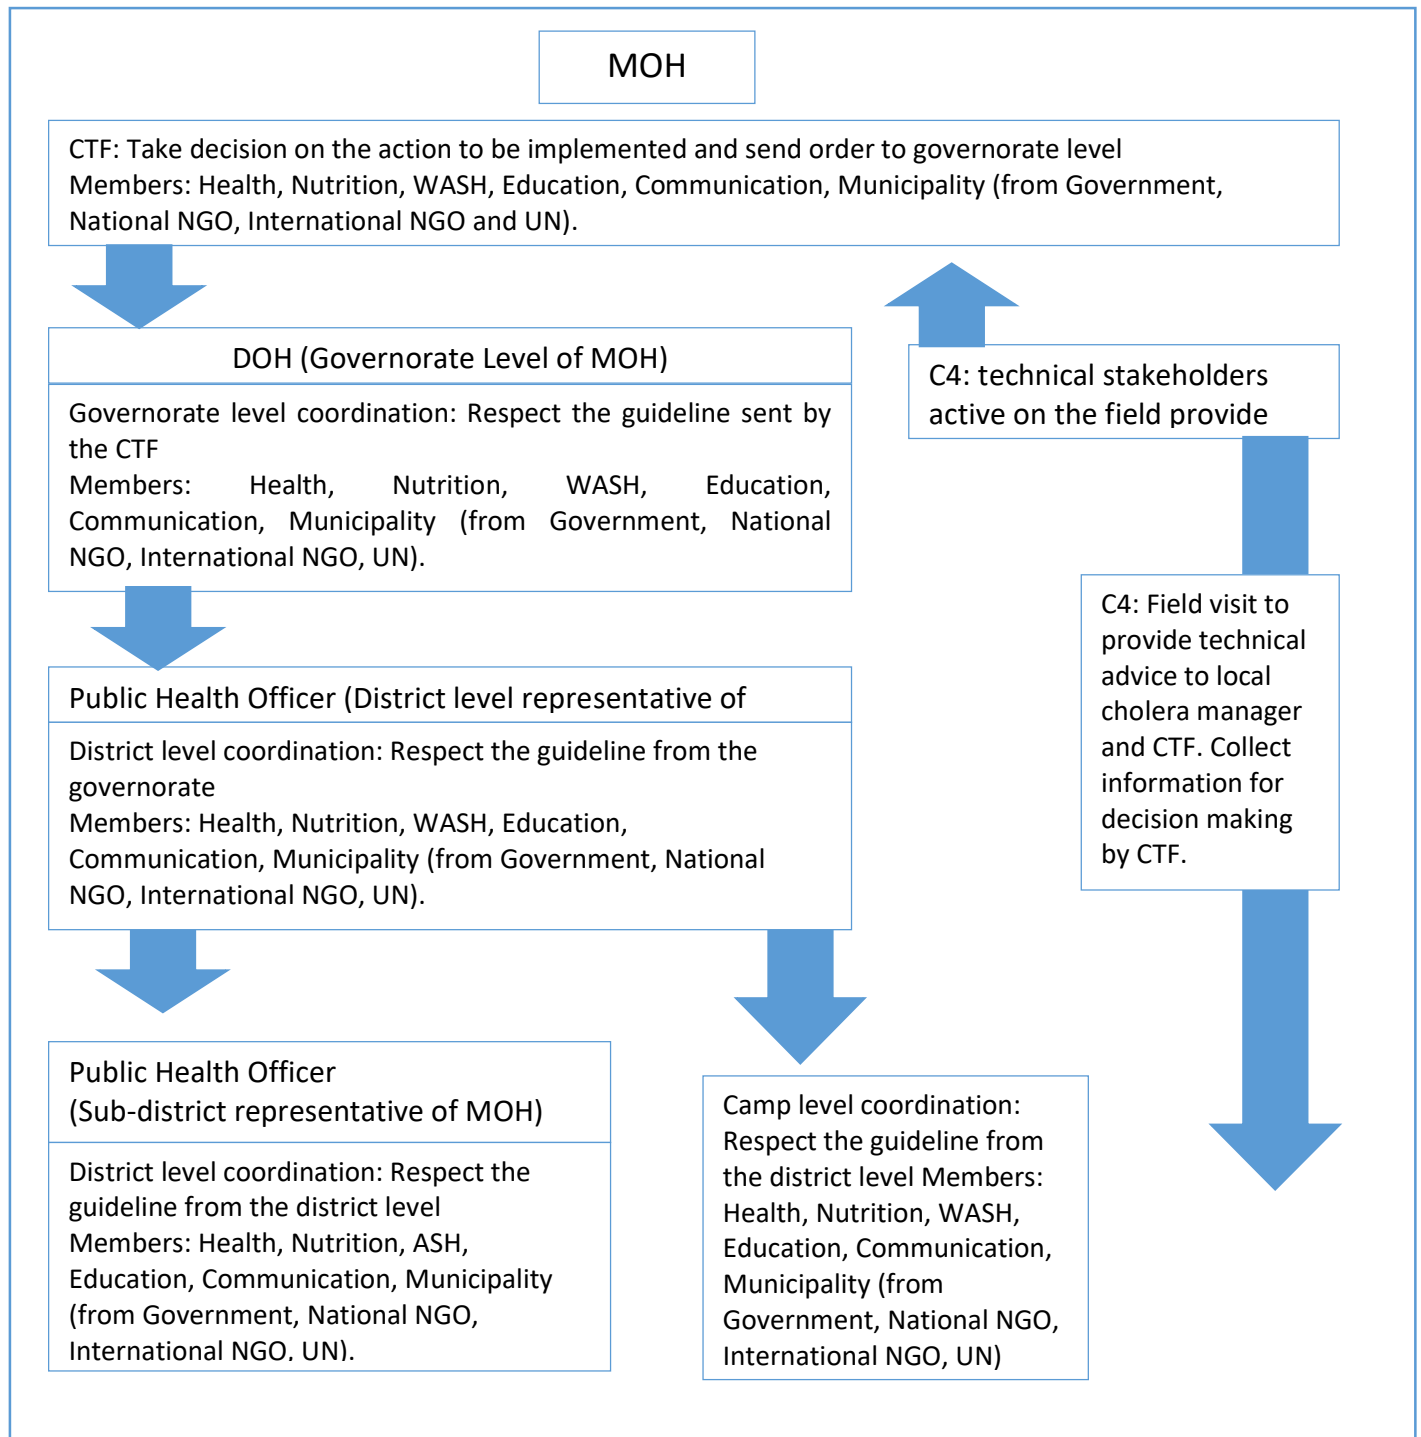 MOH
CTF: Take decision on the action to be implemented and send order to governorate level
Members: Health, Nutrition, WASH, Education, Communication, Municipality (from Government,
National NGO, International NGO and UN).
DOH (Governorate Level of MOH)
Governorate level coordination: Respect the guideline sent by
the CTF
Members: Health, Nutrition, WASH, Education,
Communication, Municipality (from Government, National
NGO, International NGO, UN).
C4: technical stakeholders
active on the field provide
C4: Field visit to
provide technical
advice to local
cholera manager
and CTF. Collect
information for
decision making
by CTF.
Public Health Officer (District level representative of
District level coordination: Respect the guideline from the
governorate
Members: Health, Nutrition, WASH, Education,
Communication, Municipality (from Government, National
NGO, International NGO, UN).
Public Health Officer
(Sub-district representative of MOH)
District level coordination: Respect the
guideline from the district level
Members: Health, Nutrition, ASH,
Education, Communication, Municipality
(from Government, National NGO,
International NGO, UN).
Camp level coordination:
Respect the guideline from
the district level Members:
Health, Nutrition, WASH,
Education, Communication,
Municipality (from
Government, National NGO,
International NGO, UN)